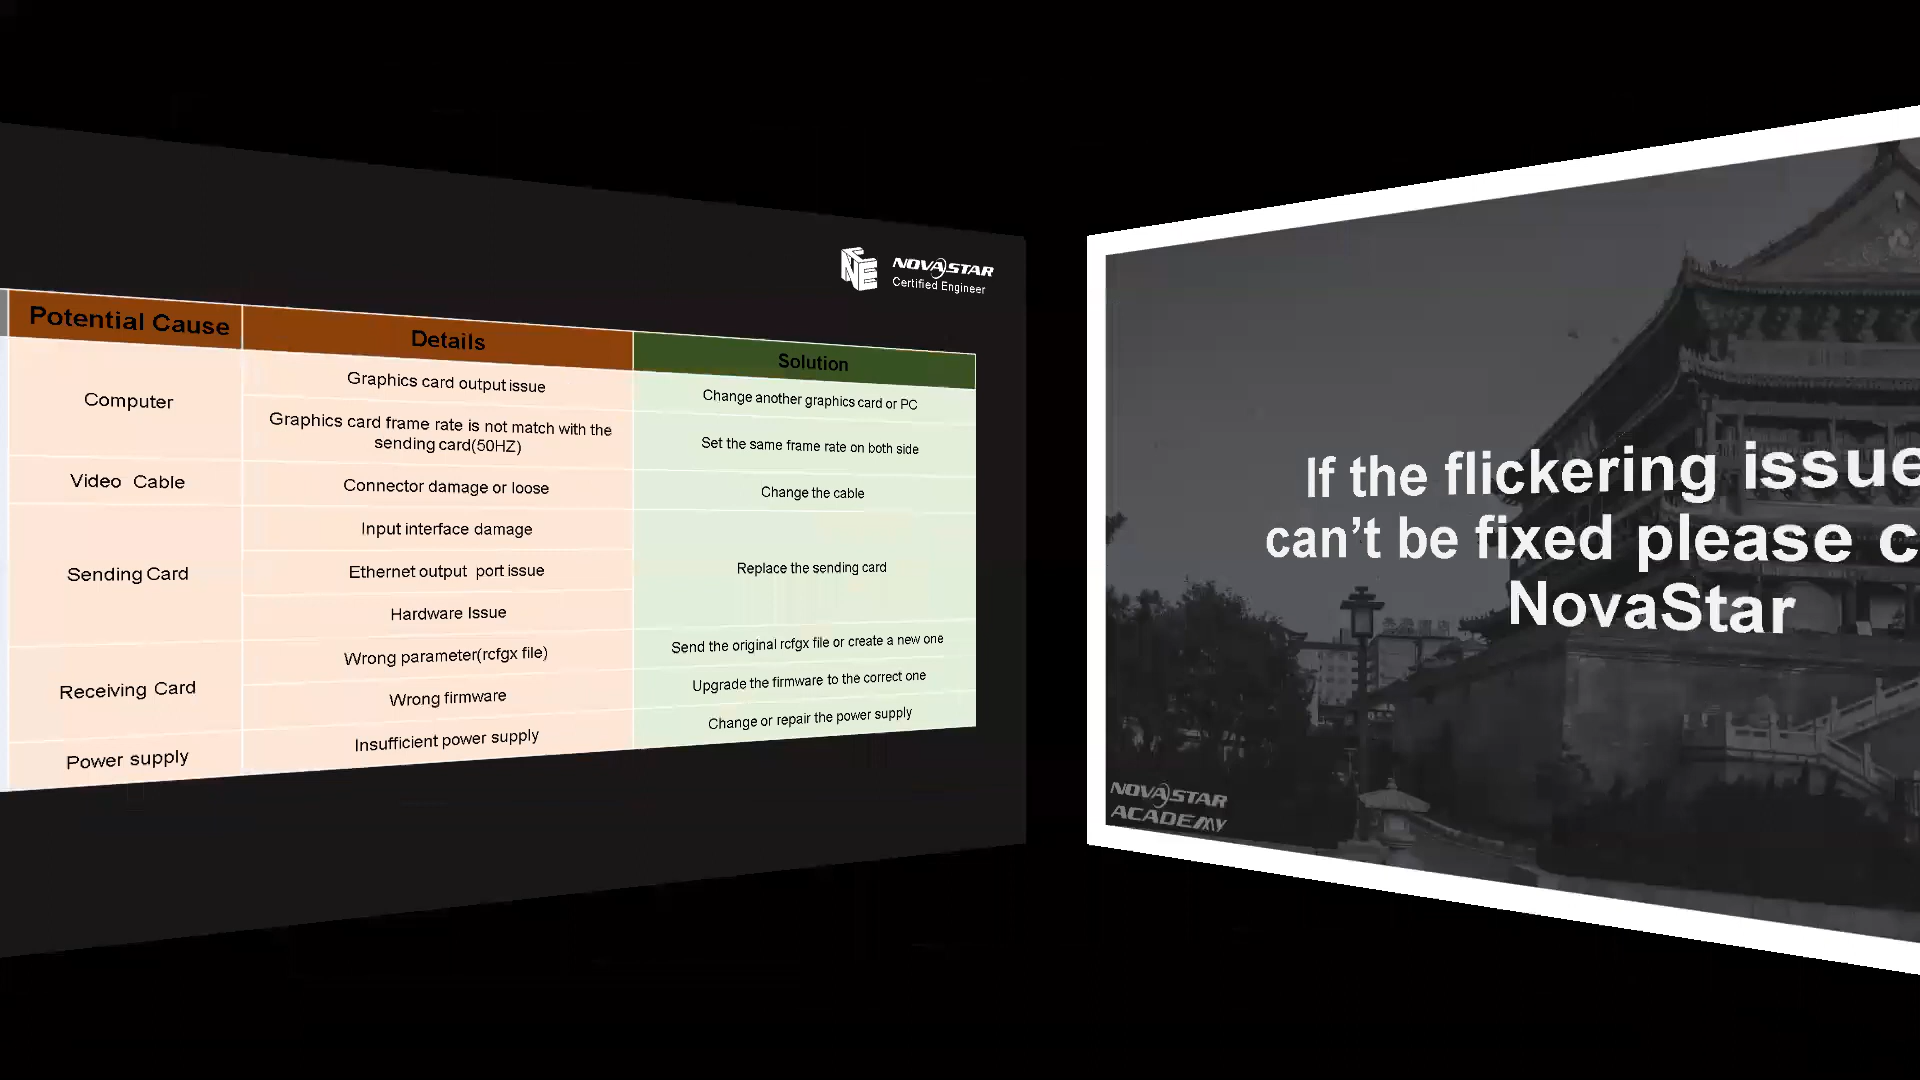 NOVASTAR
Certified Engineer
Potential Cause
Details
Solution
Computer
Graphics card output issue
Change another graphics card or PC
Graphics card frame rate is not match with the
sending card(50HZ)
Set the same frame rate on both side
Video Cable
Connector damage or loose
Change the cable
Sending Card
Input interface damage
Ethernet output port issue
Hardware Issue
Replace the sending card
Receiving Card
Wrong parameter(rcfgx file)
Send the original rcfgx file or create a new one
Wrong firmware
Upgrade the firmware to the correct one
Power supply
Insufficient power supply
Change or repair the power supply
If the flickering issue
can’t be fixed please c
NovaStar
NOVASTAR
ACADEMY